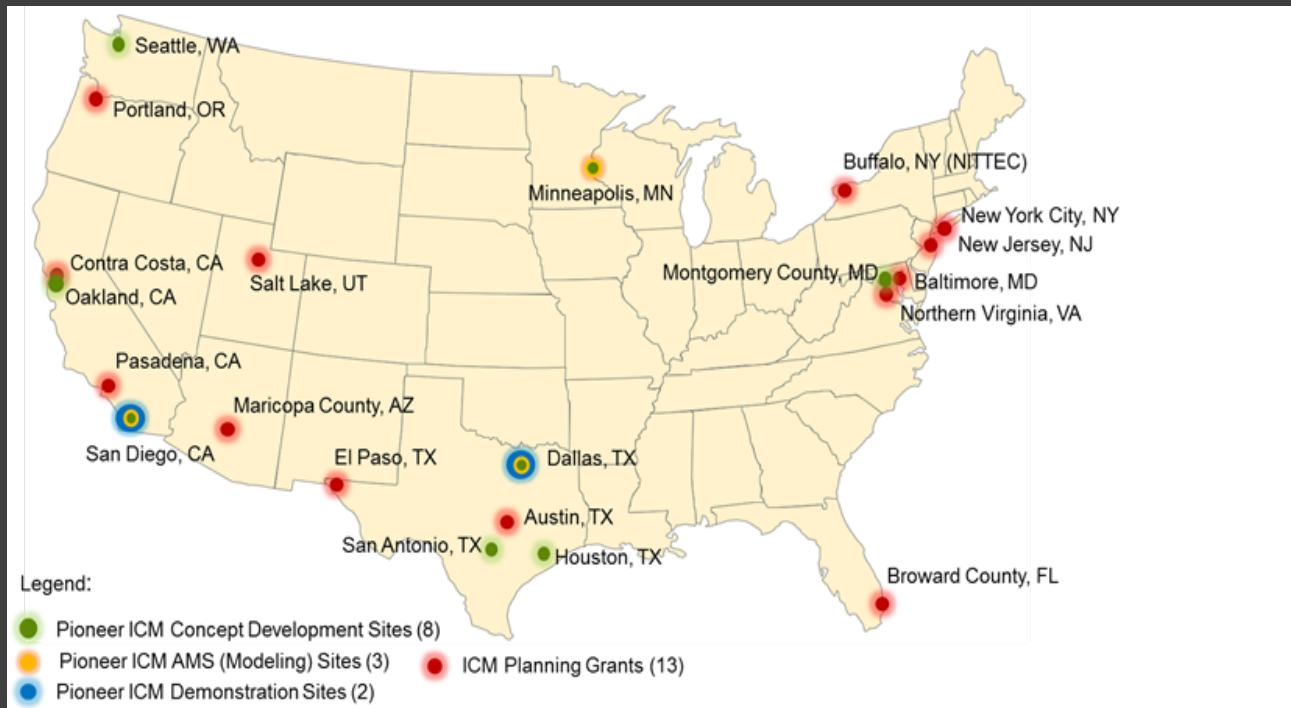 Seattle, WA
Portland, OR
Buffalo, NY (NITTEC)
Minneapolis, MN
New York City, NY
New Jersey, NJ
Contra Costa, CA
Montgomery County, MD
Salt Lake, UT
Baltimore, MD
Oakland, CA
Northern Virginia, VA
Pasadena, CA
Maricopa County, AZ
San Diego, CA
El Paso, TX
Dallas, TX
Austin, TX
San Antonio, TX
Houston, TX
Broward County, FL
Legend:
Pioneer ICM Concept Development Sites (8)
Pioneer ICM AMS (Modeling) Sites (3)
ICM Planning Grants (13)
Pioneer ICM Demonstration Sites (2)